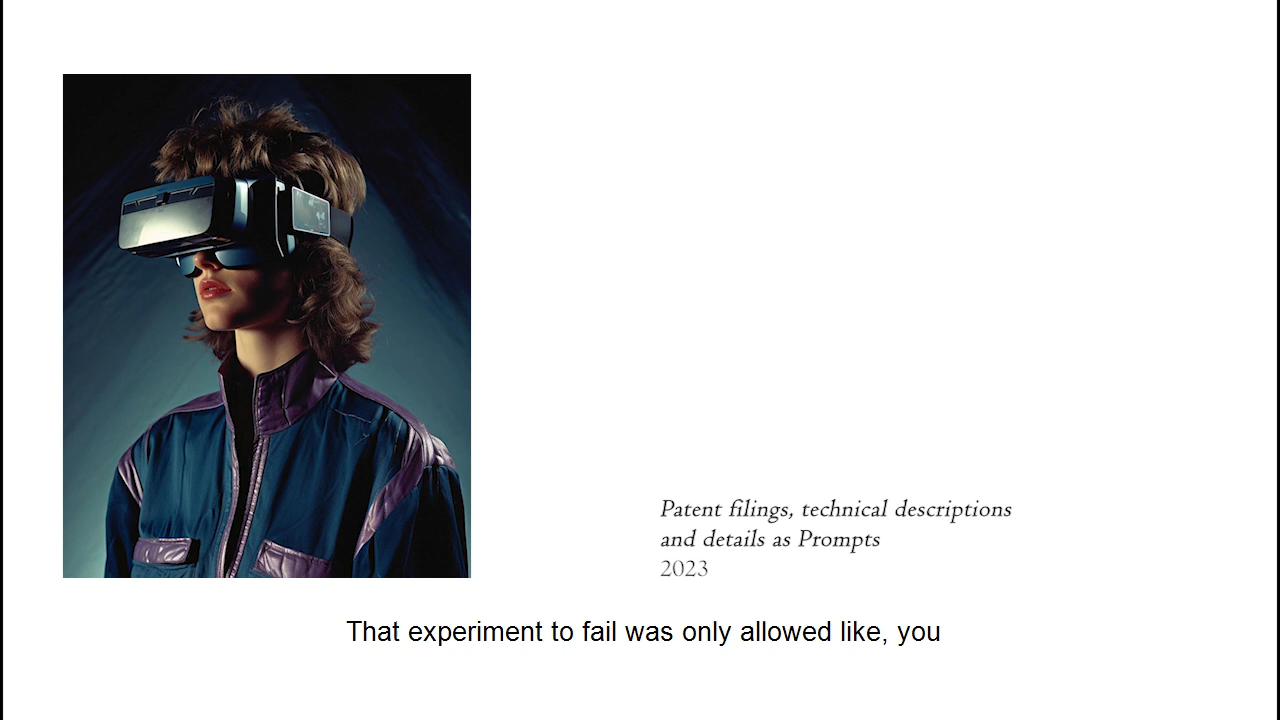 Patent filings, technical descriptions
and details as Prompts
2023
That experiment to fail was only allowed like, you